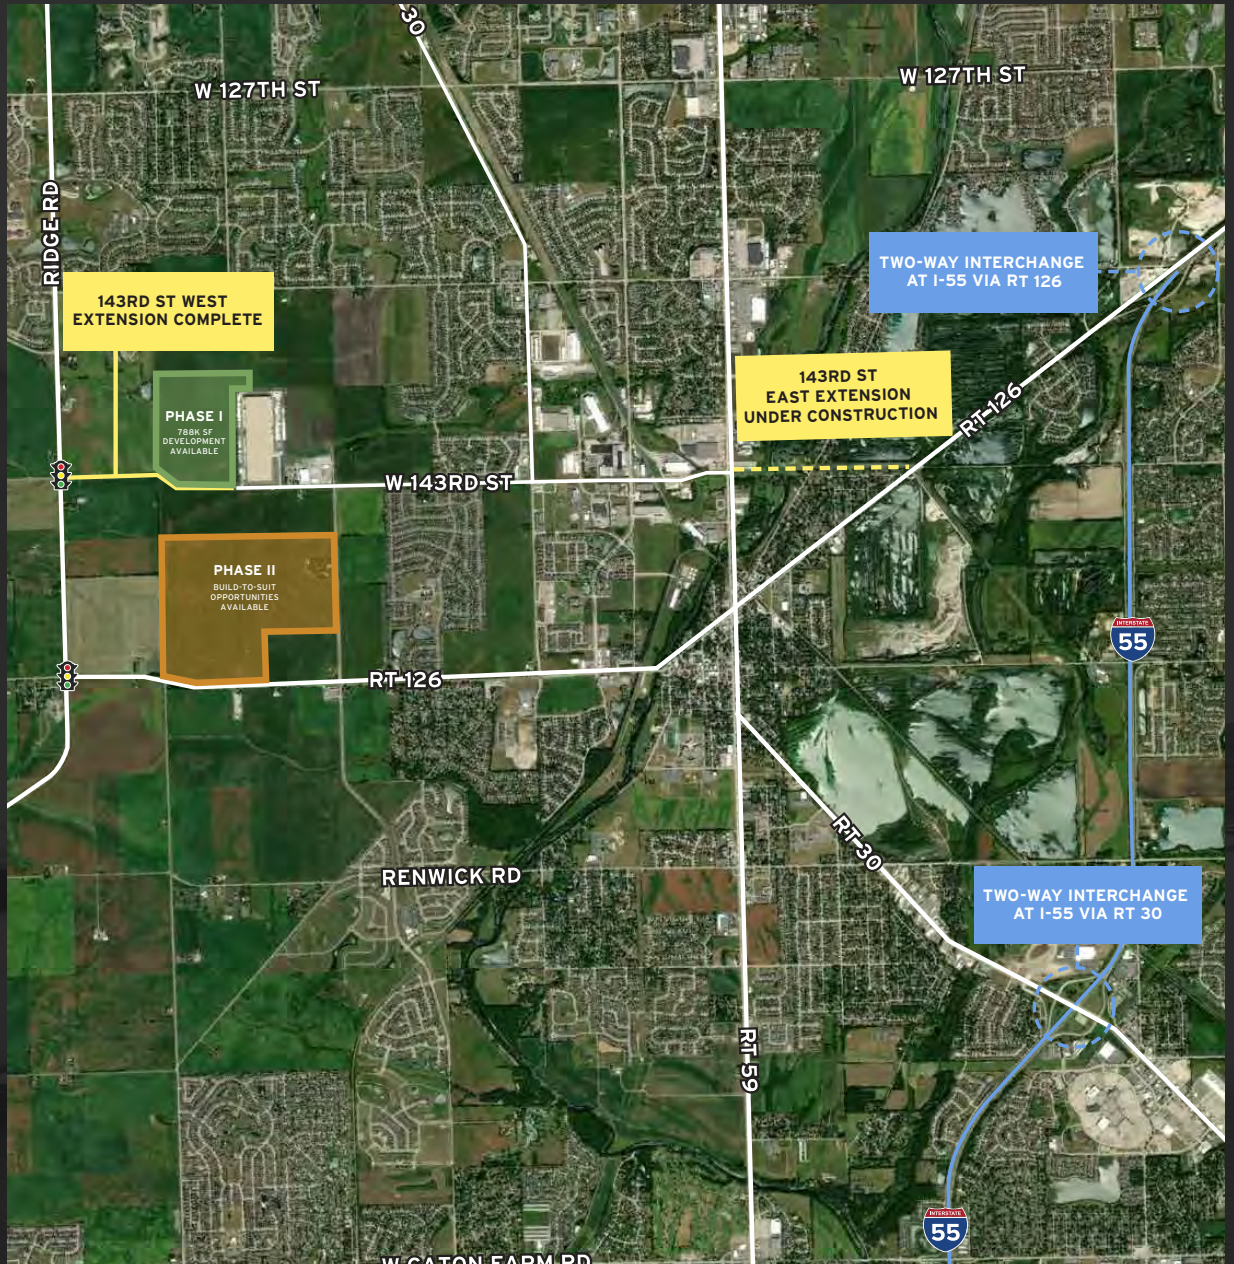 30
W 127TH ST
W 127TH ST
RIDGE RD
TWO-WAY INTERCHANGE
AT I-55 VIA RT 126
143RD ST WEST
EXTENSION COMPLETE
143RD ST
EAST EXTENSION
UNDER CONSTRUCTION
RT-126
PHASE I
788K SF
DEVELOPMENT
AVAILABLE
W 143RD ST
PHASE II
BUILD-TO-SUIT
OPPORTUNITIES
AVAILABLE
INTERSTATE
55
RT 126
RT-30
RENWICK RD
TWO-WAY INTERCHANGE
AT I-55 VIA RT 30
RT 59
INTERSTATE
55
W CATON FARM RD